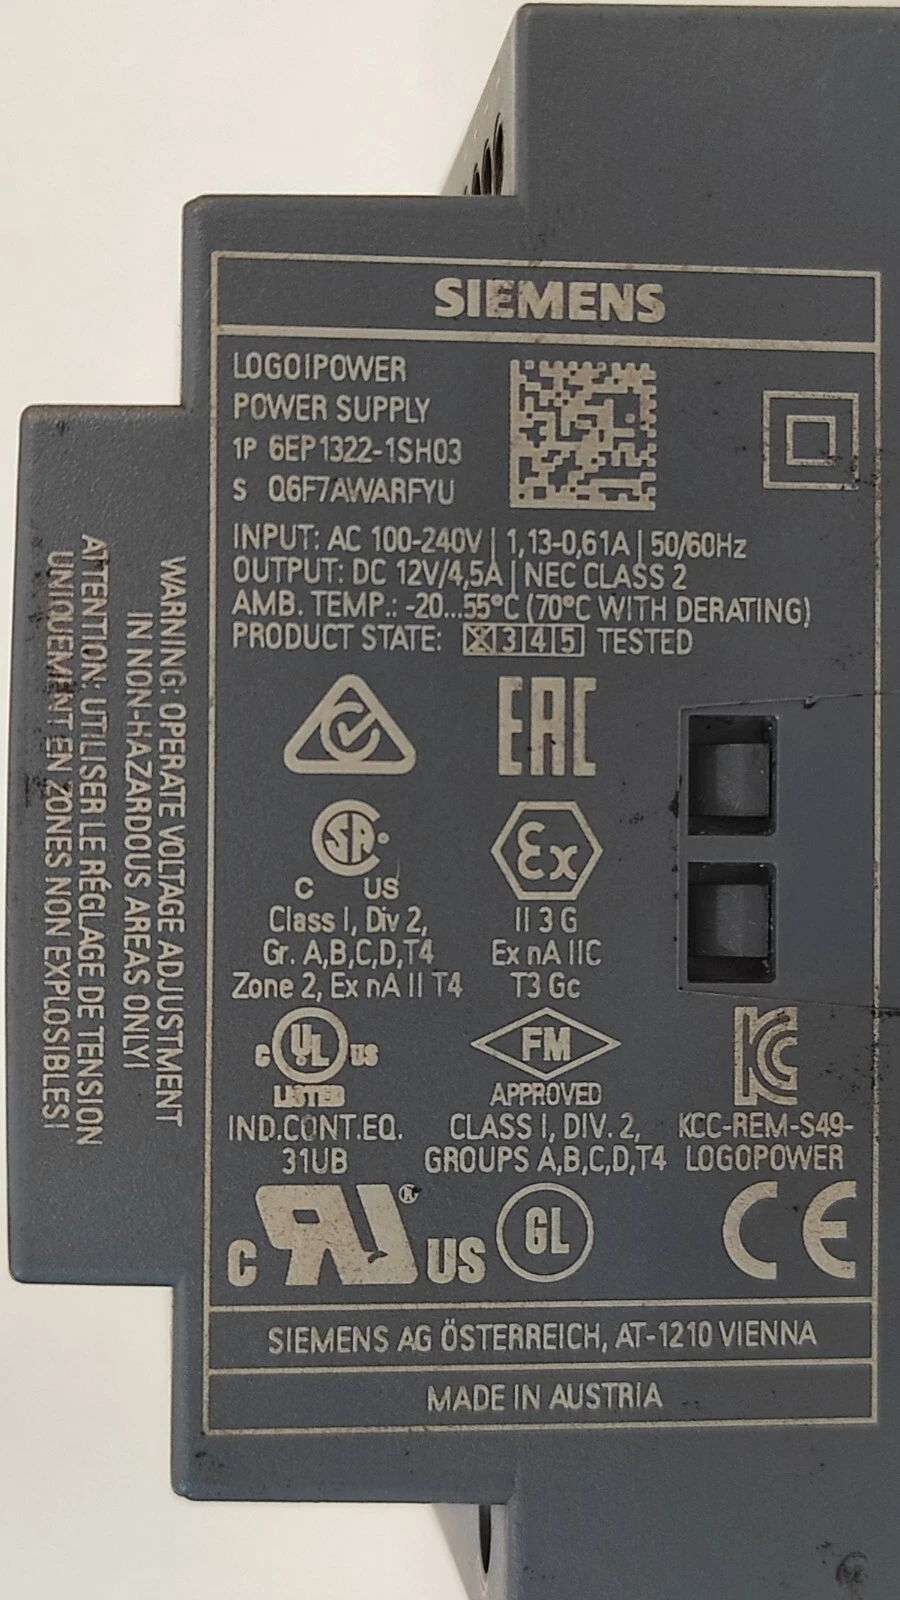 SIEMENS
LOGO!POWER
POWER SUPPLY
1P 6EP1322-1SH03
S Q6F7AWARFYU
INPUT: AC 100-240V | 1,13-0,61A | 50/60Hz
OUTPUT: DC 12V/4,5A | NEC CLASS 2
AMB. TEMP.: -20...55°C (70°C WITH DERATING)
PRODUCT STATE: X 3 4 5 TESTED
EAC
SA
C US
Class I, Div 2,
Gr. A,B,C,D,T4
Zone 2, Ex nA II T4
Ex
II 3 G
Ex nA IIC
T3 Gc
C UL US
LISTED
IND.CONT.EQ.
31UB
FM
APPROVED
CLASS I, DIV. 2,
GROUPS A,B,C,D,T4
KC
KCC-REM-S49-
LOGOPOWER
C RU® US
GL
CE
SIEMENS AG ÖSTERREICH, AT-1210 VIENNA
MADE IN AUSTRIA
WARNING: OPERATE VOLTAGE ADJUSTMENT
IN NON-HAZARDOUS AREAS ONLY!
ATTENTION: UTILISER LE RÉGLAGE DE TENSION
UNIQUEMENT EN ZONES NON EXPLOSIBLES!